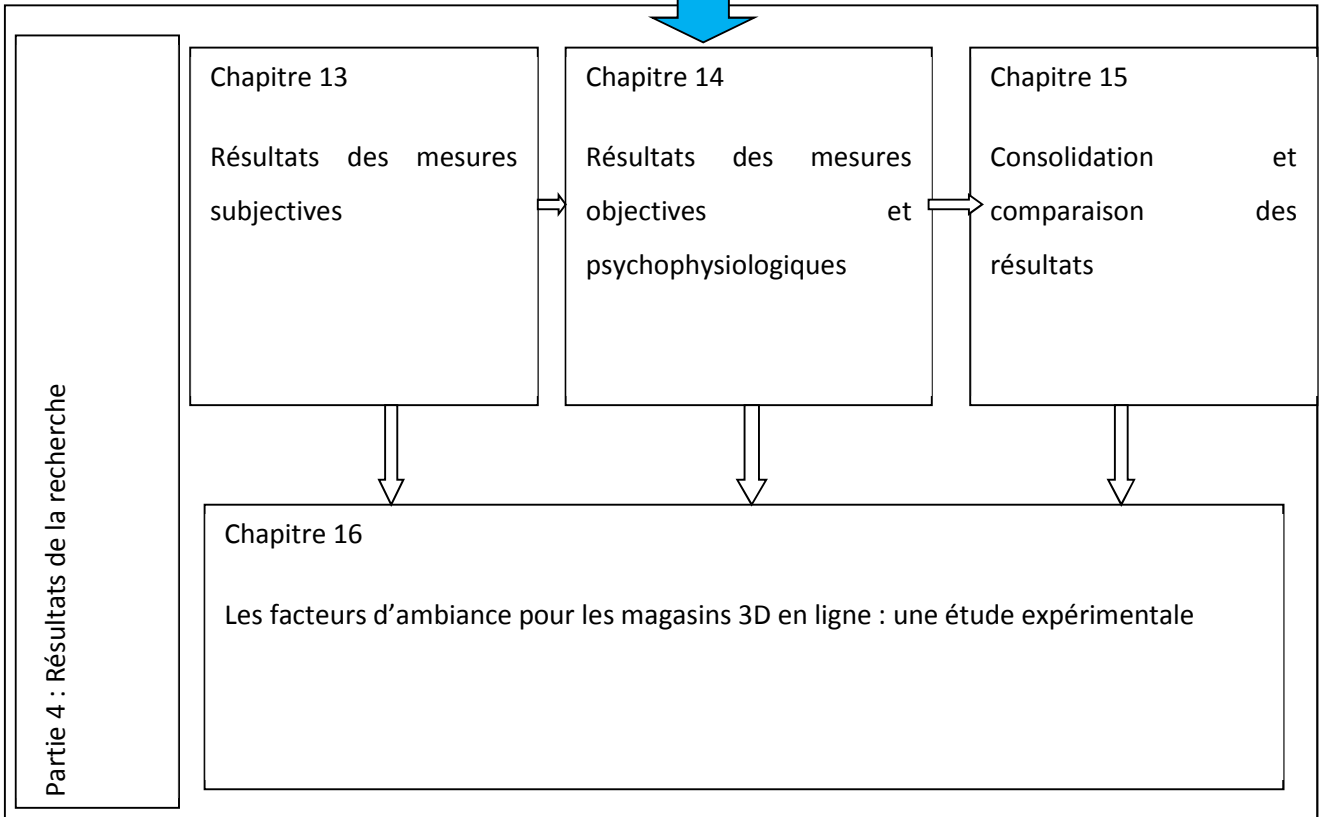 Partie 4 : Résultats de la recherche
Chapitre 13
Résultats des mesures
subjectives
Chapitre 14
Résultats des mesures
objectives et
psychophysiologiques
Chapitre 15
Consolidation et
comparaison des
résultats
Chapitre 16
Les facteurs d’ambiance pour les magasins 3D en ligne : une étude expérimentale